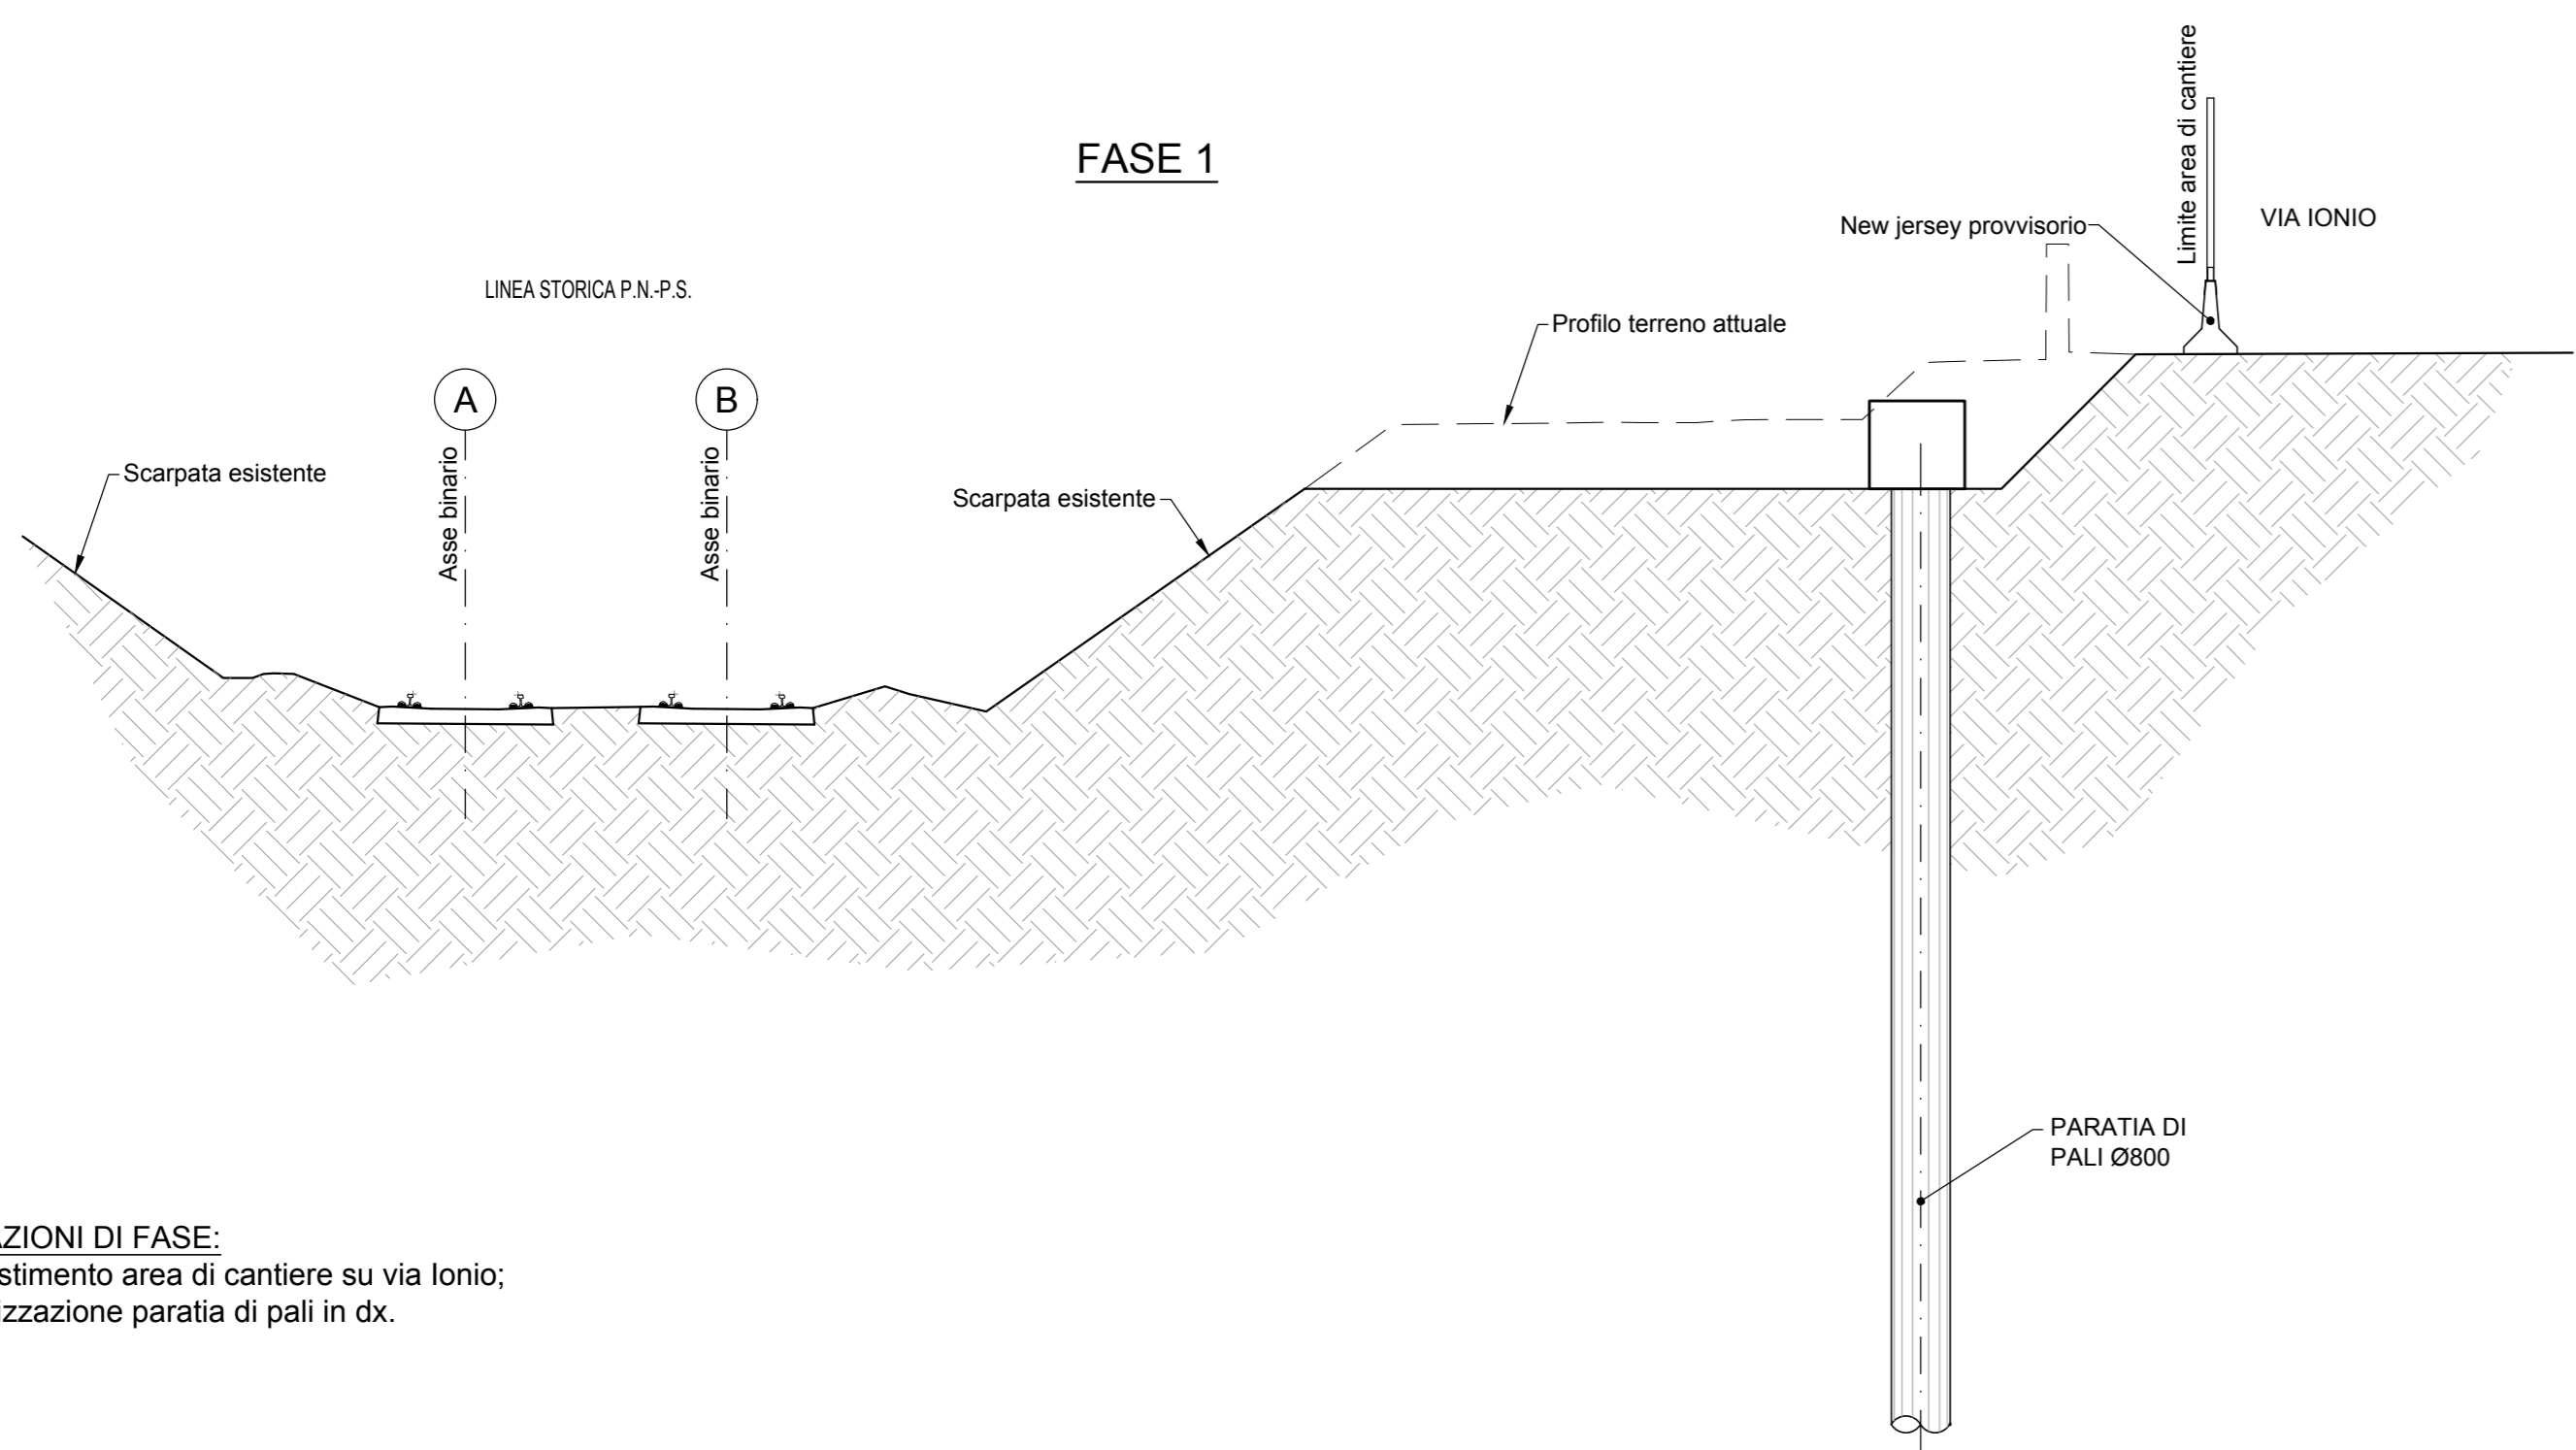 FASE 1
Limite area di cantiere
VIA IONIO
New jersey provvisorio
LINEA STORICA P.N.-P.S.
Profilo terreno attuale
A
B
Asse binario
Asse binario
Scarpata esistente
Scarpata esistente
PARATIA DI
PALI Ø800
AZIONI DI FASE:
stimento area di cantiere su via Ionio;
izzazione paratia di pali in dx.